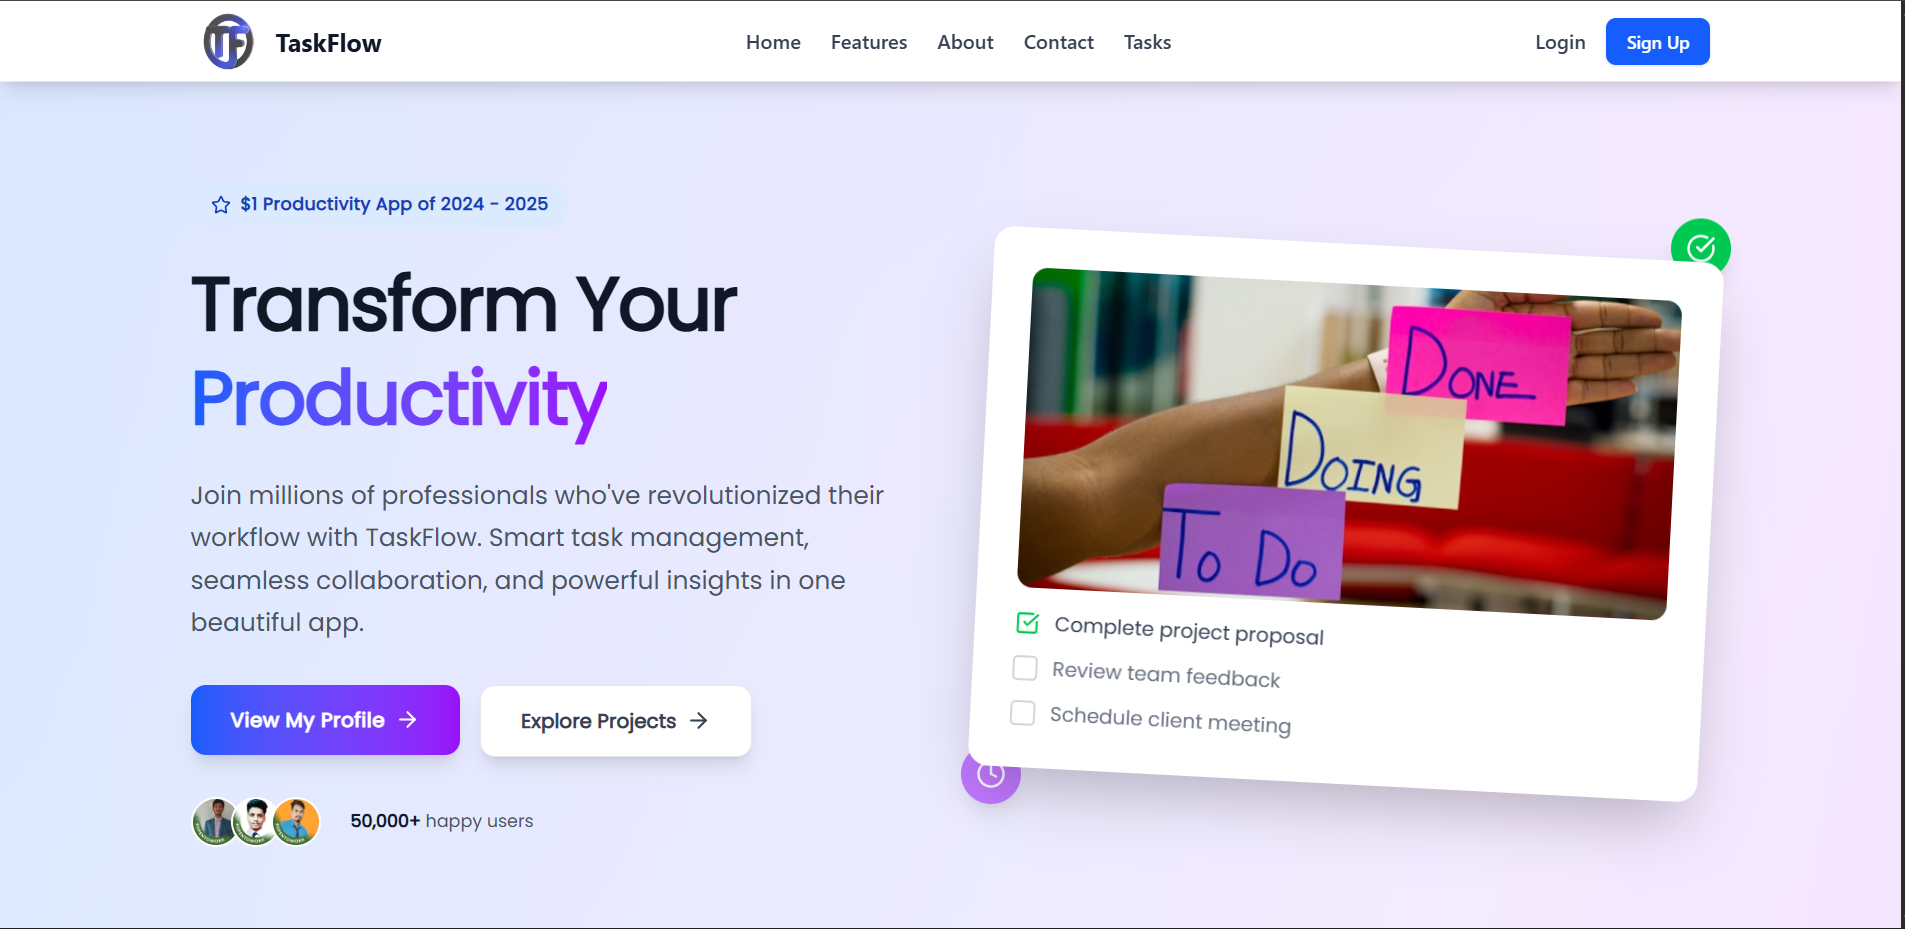 TF
TaskFlow
Home
Features
About
Contact
Tasks
Login
Sign Up
$1 Productivity App of 2024 - 2025
Transform Your
Productivity
Join millions of professionals who've revolutionized their
workflow with TaskFlow. Smart task management,
seamless collaboration, and powerful insights in one
beautiful app.
View My Profile
Explore Projects
50,000+ happy users
DONE
DOING
TO DO
Complete project proposal
Review team feedback
Schedule client meeting